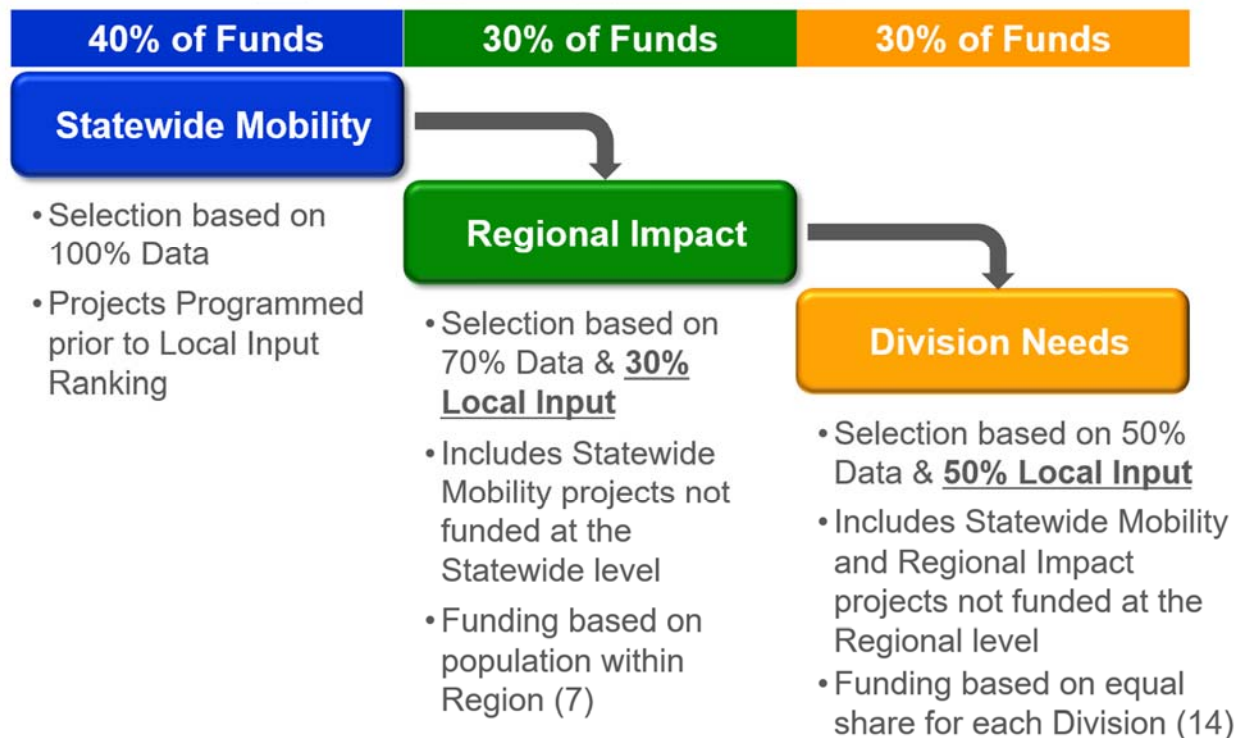 40% of Funds
30% of Funds
30% of Funds
Statewide Mobility
• Selection based on
100% Data
• Projects Programmed
prior to Local Input
Ranking
Regional Impact
• Selection based on
70% Data & 30%
Local Input
• Includes Statewide
Mobility projects not
funded at the
Statewide level
• Funding based on
population within
Region (7)
Division Needs
• Selection based on 50%
Data & 50% Local Input
• Includes Statewide Mobility
and Regional Impact
projects not funded at the
Regional level
• Funding based on equal
share for each Division (14)